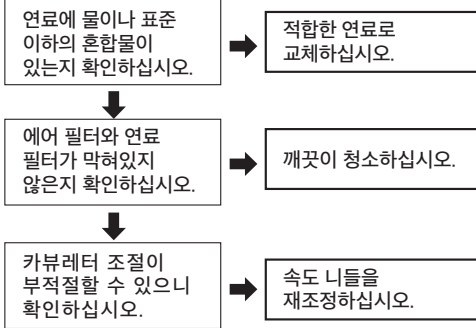 연료에 물이나 표준
이하의 혼합물이
있는지 확인하십시오.
적합한 연료로
교체하십시오.
에어 필터와 연료
필터가 막혀있지
않은지 확인하십시오.
깨끗이 청소하십시오.
카뷰레터 조절이
부적절할 수 있으니
확인하십시오.
속도 니들을
재조정하십시오.